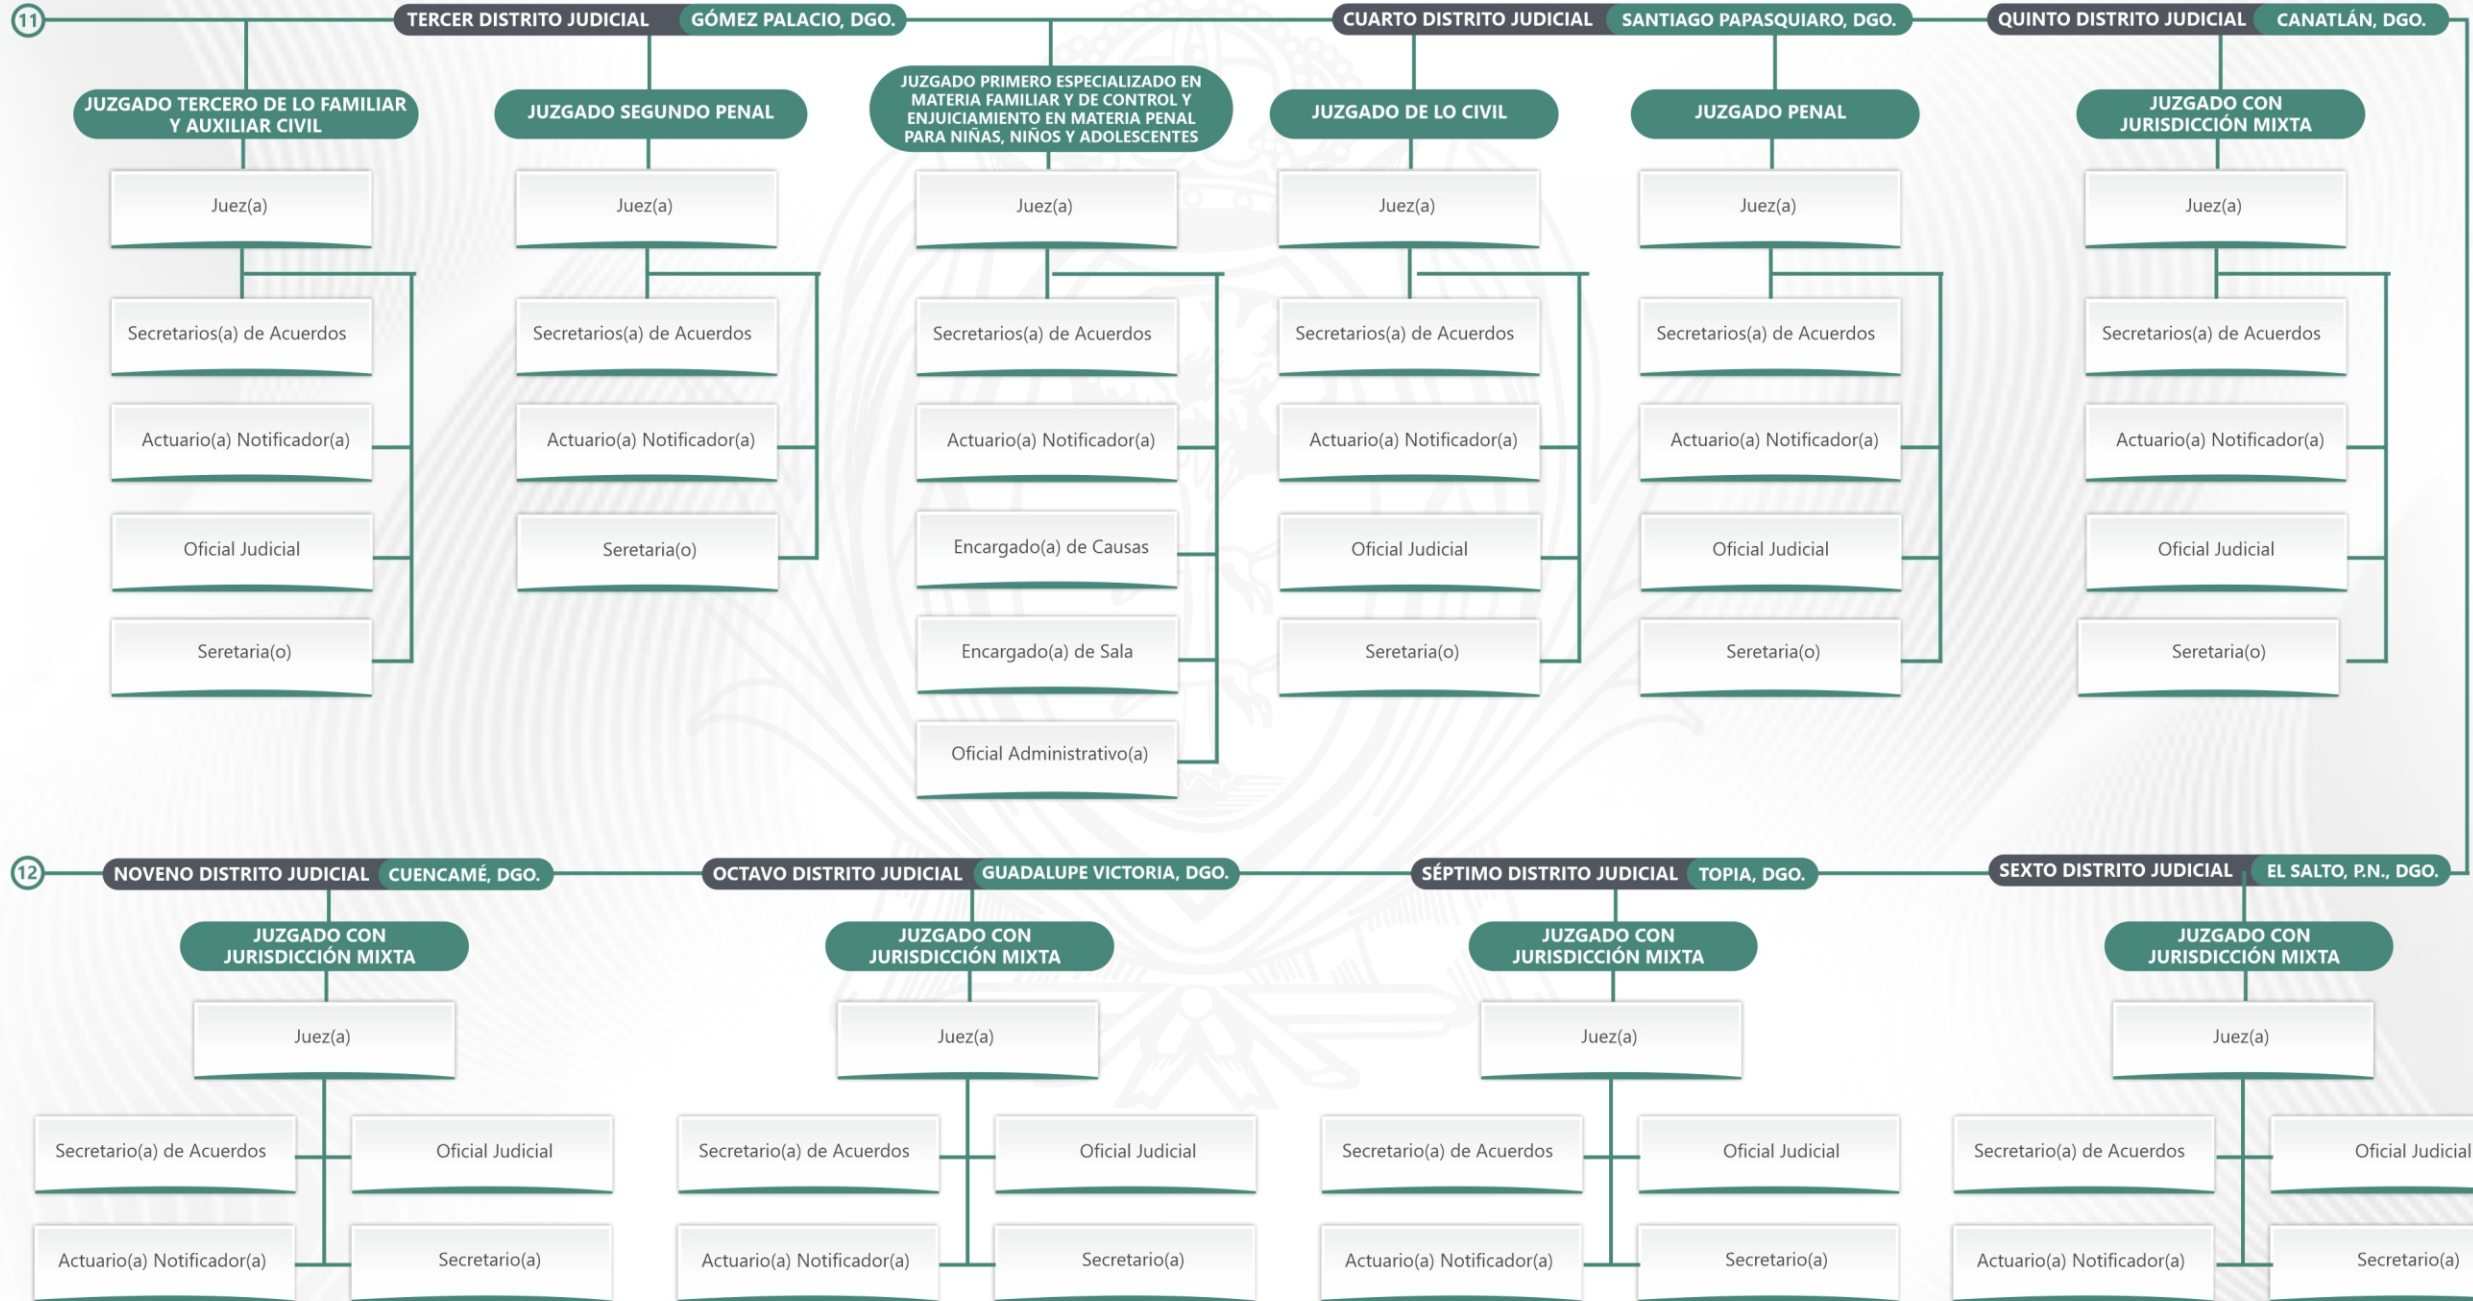 11
TERCER DISTRITO JUDICIAL
GÓMEZ PALACIO, DGO.
CUARTO DISTRITO JUDICIAL
SANTIAGO PAPASQUIARO, DGO.
QUINTO DISTRITO JUDICIAL
CANATLÁN, DGO.
JUZGADO TERCERO DE LO FAMILIAR
Y AUXILIAR CIVIL
Juez(a)
Secretarios(a) de Acuerdos
Actuario(a) Notificador(a)
Oficial Judicial
Seretaria(o)
JUZGADO SEGUNDO PENAL
Juez(a)
Secretarios(a) de Acuerdos
Actuario(a) Notificador(a)
Seretaria(o)
JUZGADO PRIMERO ESPECIALIZADO EN
MATERIA FAMILIAR Y DE CONTROL Y
ENJUICIAMIENTO EN MATERIA PENAL
PARA NIÑAS, NIÑOS Y ADOLESCENTES
Juez(a)
Secretarios(a) de Acuerdos
Actuario(a) Notificador(a)
Encargado(a) de Causas
Encargado(a) de Sala
Oficial Administrativo(a)
JUZGADO DE LO CIVIL
Juez(a)
Secretarios(a) de Acuerdos
Actuario(a) Notificador(a)
Oficial Judicial
Seretaria(o)
JUZGADO PENAL
Juez(a)
Secretarios(a) de Acuerdos
Actuario(a) Notificador(a)
Oficial Judicial
Seretaria(o)
JUZGADO CON
JURISDICCIÓN MIXTA
Juez(a)
Secretarios(a) de Acuerdos
Actuario(a) Notificador(a)
Oficial Judicial
Seretaria(o)
12
NOVENO DISTRITO JUDICIAL
CUENCAMÉ, DGO.
OCTAVO DISTRITO JUDICIAL
GUADALUPE VICTORIA, DGO.
SÉPTIMO DISTRITO JUDICIAL
TOPIA, DGO.
SEXTO DISTRITO JUDICIAL
EL SALTO, P.N., DGO.
JUZGADO CON
JURISDICCIÓN MIXTA
Juez(a)
Secretario(a) de Acuerdos
Oficial Judicial
Actuario(a) Notificador(a)
Secretario(a)
JUZGADO CON
JURISDICCIÓN MIXTA
Juez(a)
Secretario(a) de Acuerdos
Oficial Judicial
Actuario(a) Notificador(a)
Secretario(a)
JUZGADO CON
JURISDICCIÓN MIXTA
Juez(a)
Secretario(a) de Acuerdos
Oficial Judicial
Actuario(a) Notificador(a)
Secretario(a)
JUZGADO CON
JURISDICCIÓN MIXTA
Juez(a)
Secretario(a) de Acuerdos
Oficial Judicial
Actuario(a) Notificador(a)
Secretario(a)